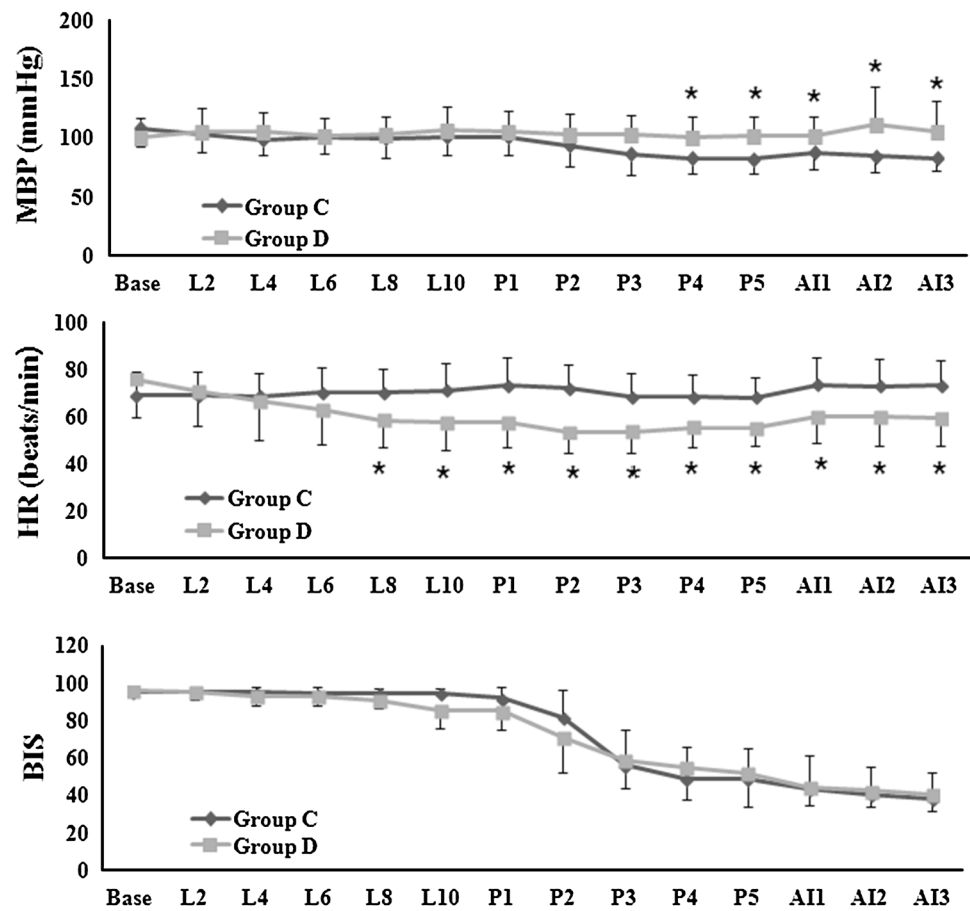 MBP (mmHg)
200
150
100
50
0
* * * * *
Group C
Group D
Base L2 L4 L6 L8 L10 P1 P2 P3 P4 P5 AI1 AI2 AI3
HR (beats/min)
100
80
60
40
20
0
* * * * * * * * * *
Group C
Group D
Base L2 L4 L6 L8 L10 P1 P2 P3 P4 P5 AI1 AI2 AI3
BIS
120
100
80
60
40
20
0
Group C
Group D
Base L2 L4 L6 L8 L10 P1 P2 P3 P4 P5 AI1 AI2 AI3